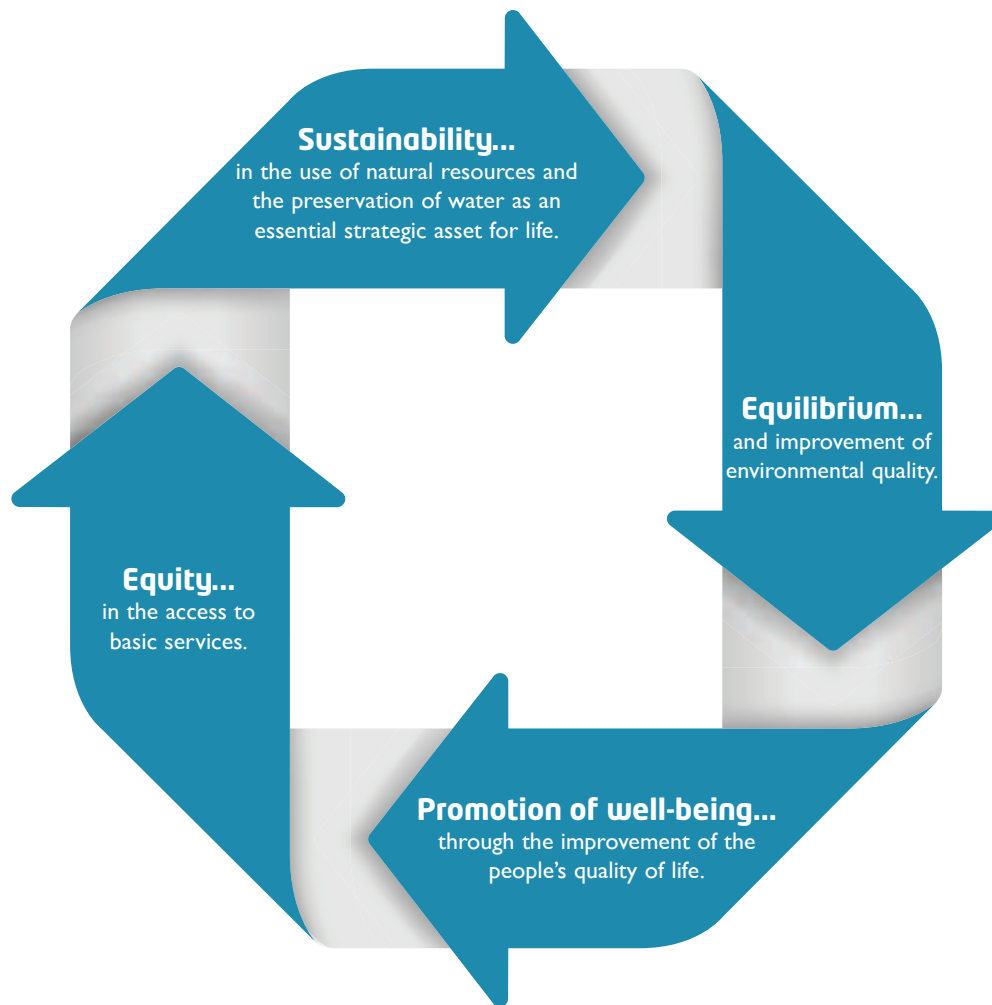 Sustainability...
in the use of natural resources and
the preservation of water as an
essential strategic asset for life.
Equilibrium...
and improvement of
environmental quality.
Promotion of well-being...
through the improvement of the
people’s quality of life.
Equity...
in the access to
basic services.